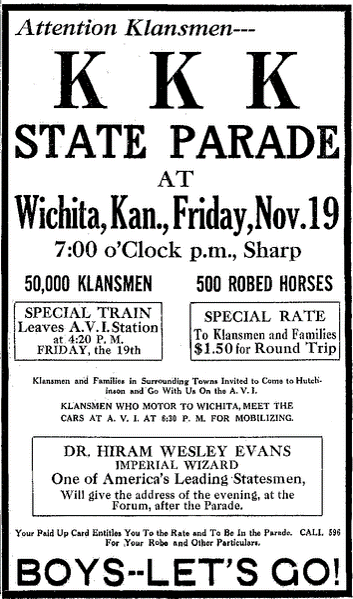 Attention Klansmen---
K K K
STATE PARADE
AT
Wichita, Kan., Friday, Nov. 19
7:00 o'Clock p.m., Sharp
50,000 KLANSMEN
500 ROBED HORSES
SPECIAL TRAIN
Leaves A.V.I. Station
at 4:20 P. M.
FRIDAY, the 19th
SPECIAL RATE
To Klansmen and Families
$1.50 for Round Trip
Klansmen and Families in Surrounding Towns Invited to Come to Hutch-
inson and Go With Us On the A. V. I.
KLANSMEN WHO MOTOR TO WICHITA, MEET THE
CARS AT A. V. I. AT 6:30 P. M. FOR MOBILIZING.
DR. HIRAM WESLEY EVANS
IMPERIAL WIZARD
One of America's Leading Statesmen,
Will give the address of the evening, at the
Forum, after the Parade.
Your Paid Up Card Entitles You To the Rate and To Be In the Parade. CALL 596
For Your Robe and Other Particulars.
BOYS--LET'S GO!